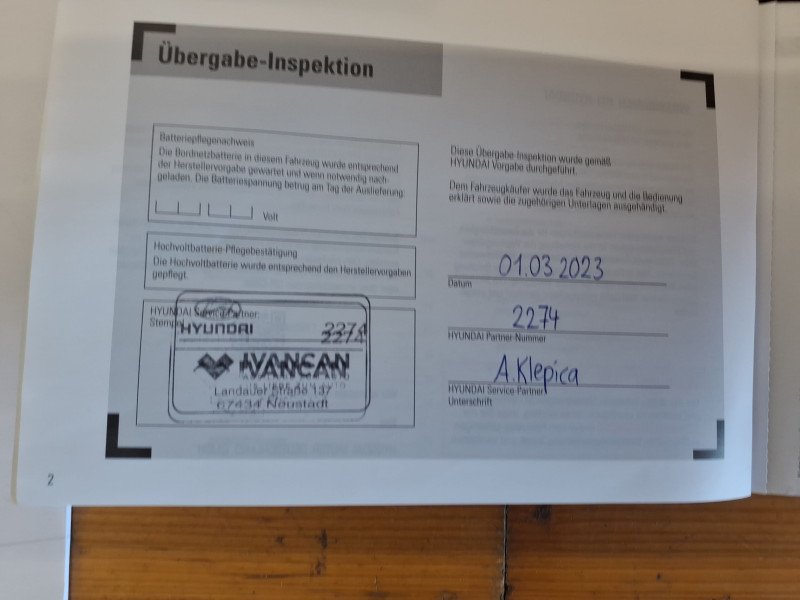 Übergabe-Inspektion
Batteriepflegenachweis
Die Bordnetzbatterie in diesem Fahrzeug wurde entsprechend
der Herstellervorgabe gewartet und wenn notwendig nach-
geladen. Die Batteriespannung betrug am Tag der Auslieferung:
Volt
Hochvoltbatterie-Pflegebestätigung
Die Hochvoltbatterie wurde entsprechend den Herstellervorgaben
gepflegt.
HYUNDAI Service-Partner:
Stempel
HYUNDAI 2274
IVANCAN
Landauer Straße 137
67434 Neustadt
Diese Übergabe-Inspektion wurde gemäß
HYUNDAI Vorgabe durchgeführt.
Dem Fahrzeugkäufer wurde das Fahrzeug und die Bedienung
erklärt sowie die zugehörigen Unterlagen ausgehändigt.
01.03.2023
Datum
2274
HYUNDAI Partner-Nummer
A.Klepica
HYUNDAI Service-Partner
Unterschrift
2